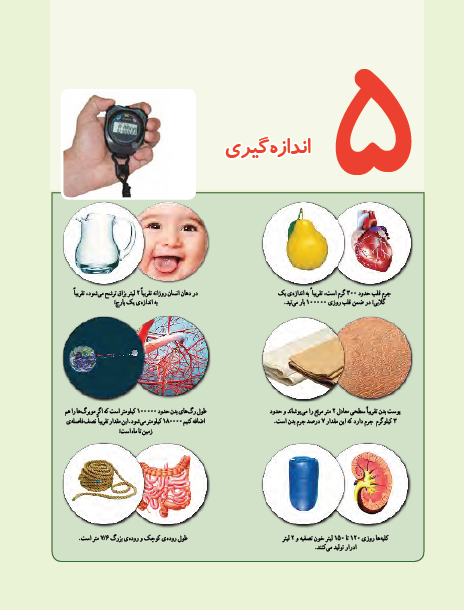 ۵
اندازه‌گیری
جرم قلب حدود ۳۰۰ گرم است، تقریباً به اندازه‌ی یک
گلابی! در ضمن قلب روزی ۱۰۰۰۰۰ بار می‌تپد.
در دهان انسان روزانه تقریباً ۲ لیتر بزاق ترشح می‌شود، تقریباً
به اندازه‌ی یک پارچ!
پوست بدن تقریباً سطحی معادل ۲ متر مربع را می‌پوشاند و حدود
۳ کیلوگرم جرم دارد که این مقدار ۷ درصد جرم بدن است.
طول رگ‌های بدن حدود ۱۰۰۰۰۰ کیلومتر است که اگر مویرگ‌ها را هم
اضافه کنیم ۱۸۰۰۰۰ کیلومتر می‌شود. این مقدار تقریباً نصف فاصله‌ی
زمین تا ماه است!
کلیه‌ها روزی ۱۲۰ تا ۱۵۰ لیتر خون تصفیه و ۲ لیتر
ادرار تولید می‌کنند.
طول روده‌ی کوچک و روده‌ی بزرگ ۷/۶ متر است.